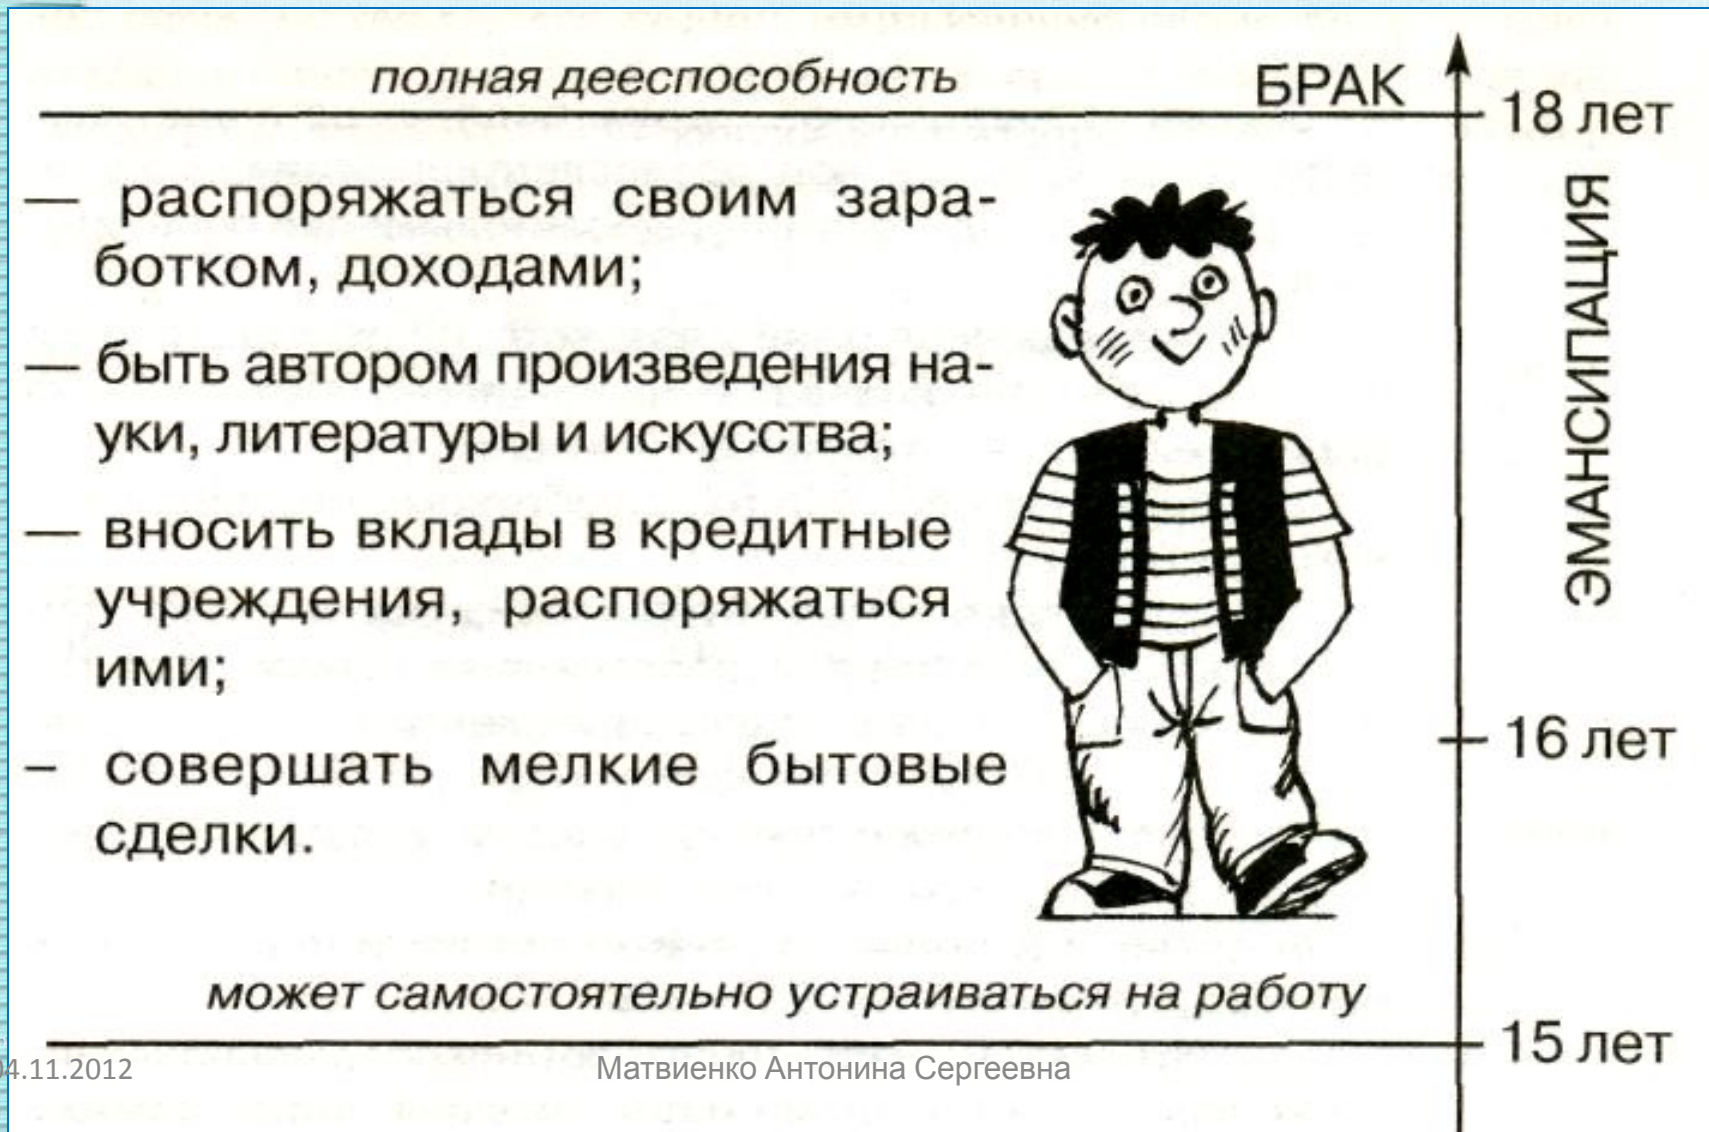 полная дееспособность БРАК
18 лет
— распоряжаться своим зара-
ботком, доходами;
— быть автором произведения на-
уки, литературы и искусства;
— вносить вклады в кредитные
учреждения, распоряжаться
ими;
– совершать мелкие бытовые
сделки.
ЭМАНСИПАЦИЯ
16 лет
может самостоятельно устраиваться на работу
15 лет
04.11.2012
Матвиенко Антонина Сергеевна